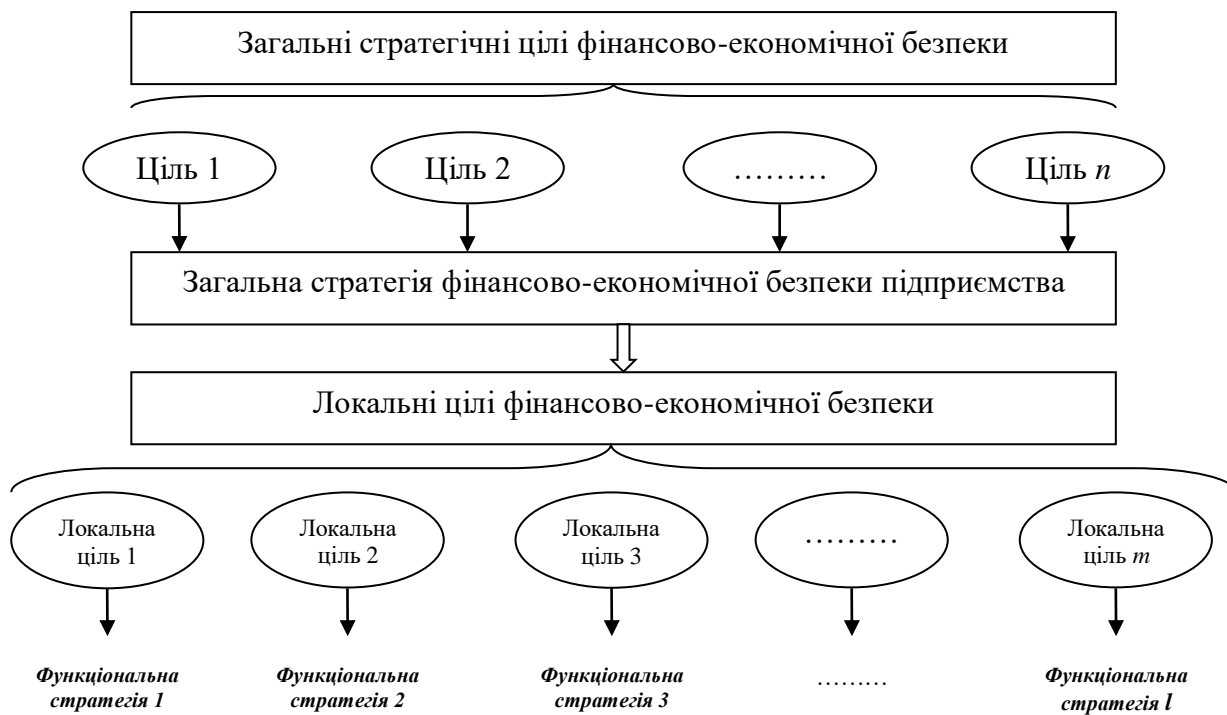 Загальні стратегічні цілі фінансово-економічної безпеки
Ціль 1
Ціль 2
………
Ціль n
Загальна стратегія фінансово-економічної безпеки підприємства
Локальні цілі фінансово-економічної безпеки
Локальна
ціль 1
Локальна
ціль 2
Локальна
ціль 3
………
Локальна
ціль m
Функціональна
стратегія 1
Функціональна
стратегія 2
Функціональна
стратегія 3
………
Функціональна
стратегія l